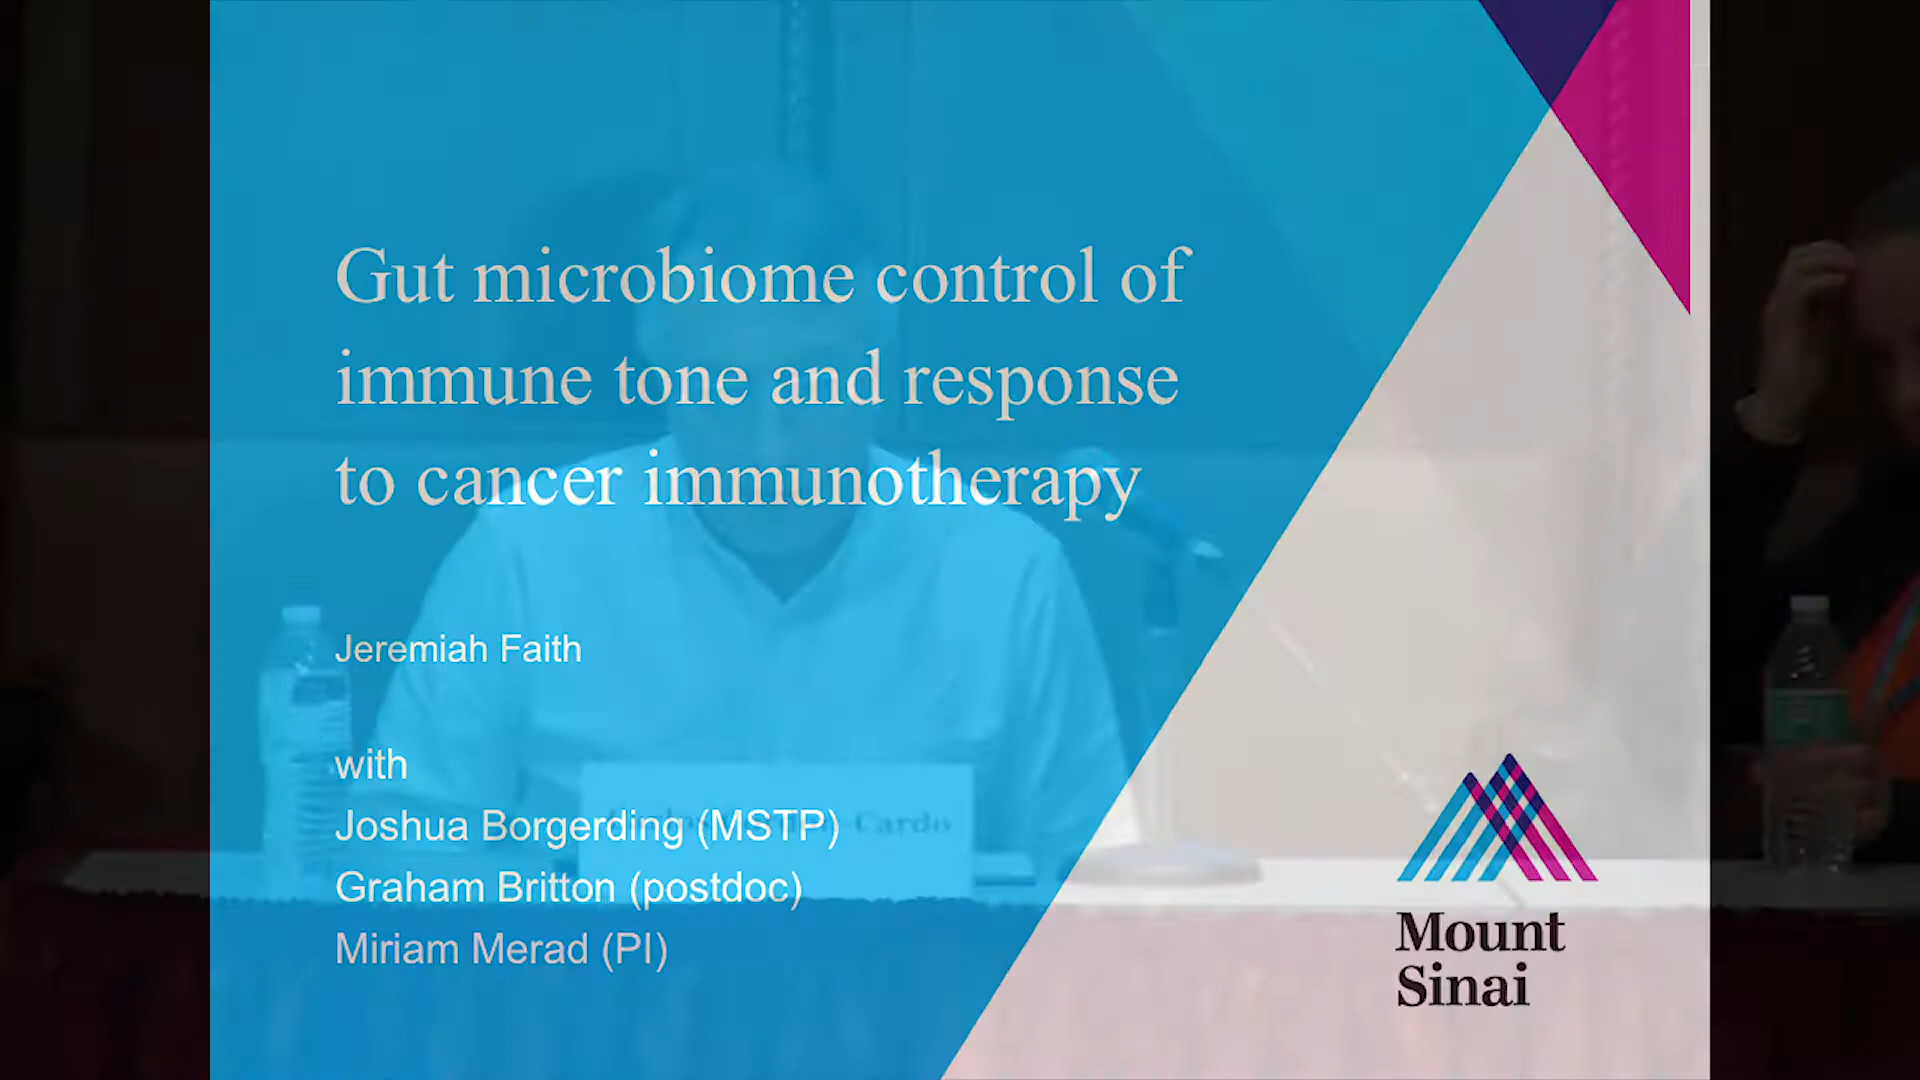 Gut microbiome control of
immune tone and response
to cancer immunotherapy
Jeremiah Faith
with
Joshua Borgerding (MSTP)
Graham Britton (postdoc)
Miriam Merad (PI)
Mount
Sinai